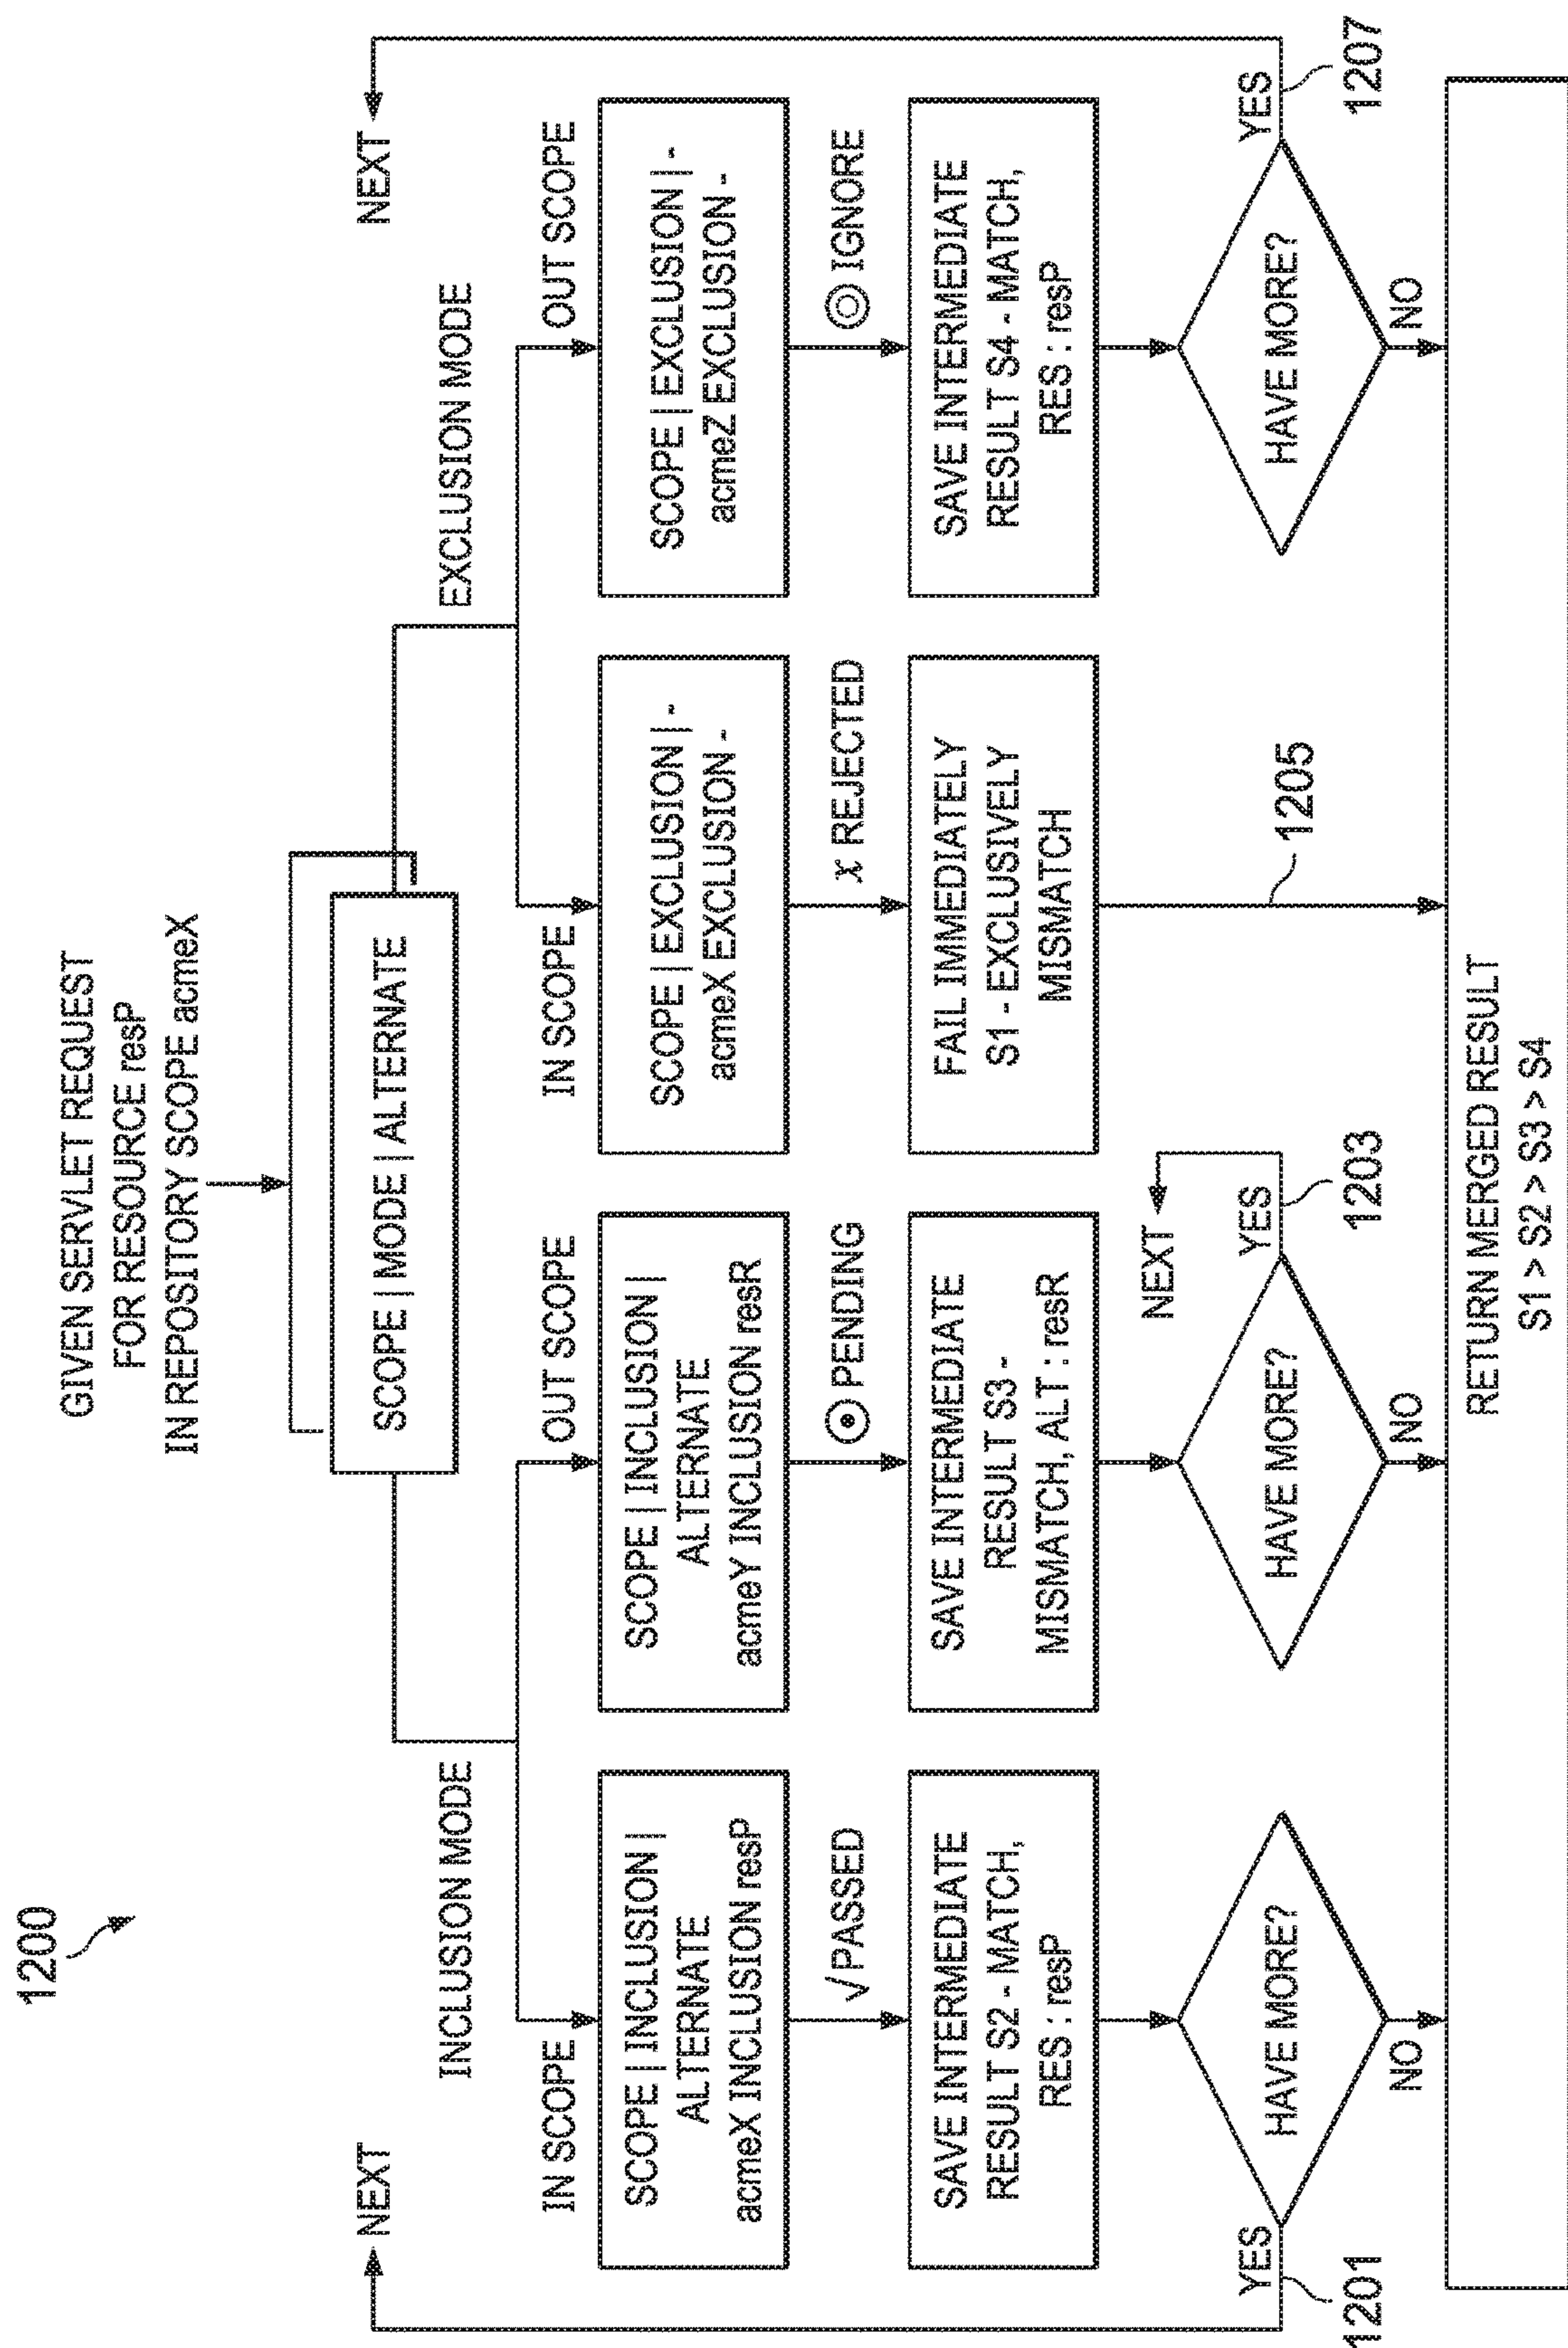 1200
GIVEN SERVLET REQUEST
FOR RESOURCE resP
IN REPOSITORY SCOPE acmeX
SCOPE | MODE | ALTERNATE
NEXT
NEXT
INCLUSION MODE
EXCLUSION MODE
IN SCOPE
OUT SCOPE
IN SCOPE
OUT SCOPE
SCOPE | INCLUSION |
ALTERNATE
acmeX INCLUSION resP
SCOPE | INCLUSION |
ALTERNATE
acmeY INCLUSION resR
SCOPE | EXCLUSION | -
acmeX EXCLUSION -
SCOPE | EXCLUSION | -
acmeZ EXCLUSION -
√ PASSED
PENDING
x REJECTED
IGNORE
SAVE INTERMEDIATE
RESULT S2 - MATCH,
RES : resP
SAVE INTERMEDIATE
RESULT S3 -
MISMATCH, ALT : resR
FAIL IMMEDIATELY
S1 - EXCLUSIVELY
MISMATCH
SAVE INTERMEDIATE
RESULT S4 - MATCH,
RES : resP
NEXT
YES
HAVE MORE?
HAVE MORE?
YES
HAVE MORE?
YES
1201
NO
NO
1203
1205
NO
1207
RETURN MERGED RESULT
S1 > S2 > S3 > S4